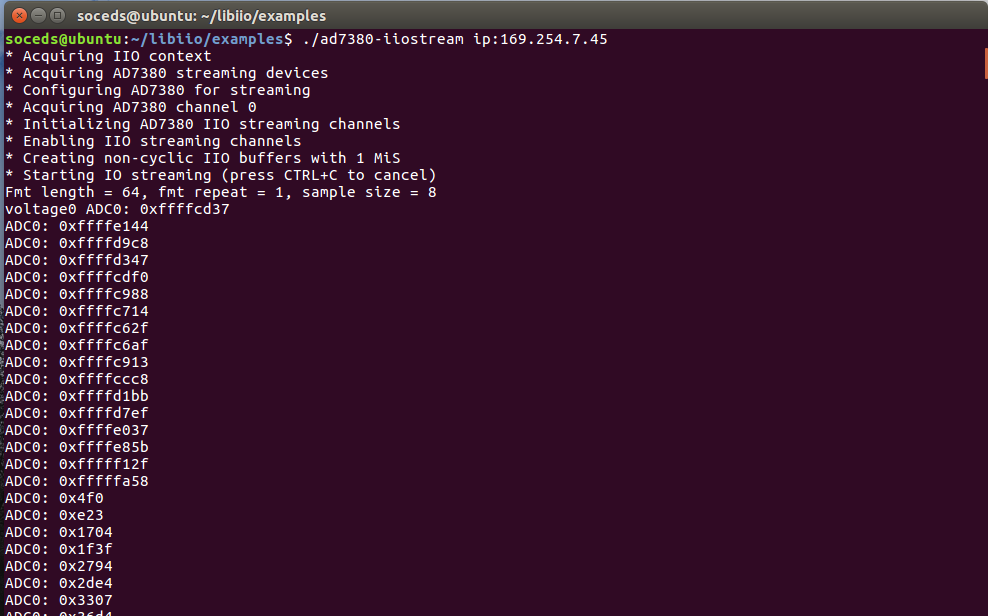 soceds@ubuntu: ~/libiio/examples
soceds@ubuntu:~/libiio/examples$ ./ad7380-iiostream ip:169.254.7.45
* Acquiring IIO context
* Acquiring AD7380 streaming devices
* Configuring AD7380 for streaming
* Acquiring AD7380 channel 0
* Initializing AD7380 IIO streaming channels
* Enabling IIO streaming channels
* Creating non-cyclic IIO buffers with 1 MiS
* Starting IO streaming (press CTRL+C to cancel)
Fmt length = 64, fmt repeat = 1, sample size = 8
voltage0 ADC0: 0xffffcd37
ADC0: 0xffffe144
ADC0: 0xffffd9c8
ADC0: 0xffffd347
ADC0: 0xffffcdf0
ADC0: 0xffffc988
ADC0: 0xffffc714
ADC0: 0xffffc62f
ADC0: 0xffffc6af
ADC0: 0xffffc913
ADC0: 0xffffccc8
ADC0: 0xffffd1bb
ADC0: 0xffffd7ef
ADC0: 0xffffe037
ADC0: 0xffffe85b
ADC0: 0xfffff12f
ADC0: 0xfffffa58
ADC0: 0x4f0
ADC0: 0xe23
ADC0: 0x1704
ADC0: 0x1f3f
ADC0: 0x2794
ADC0: 0x2de4
ADC0: 0x3307
ADC0: 0x36d4